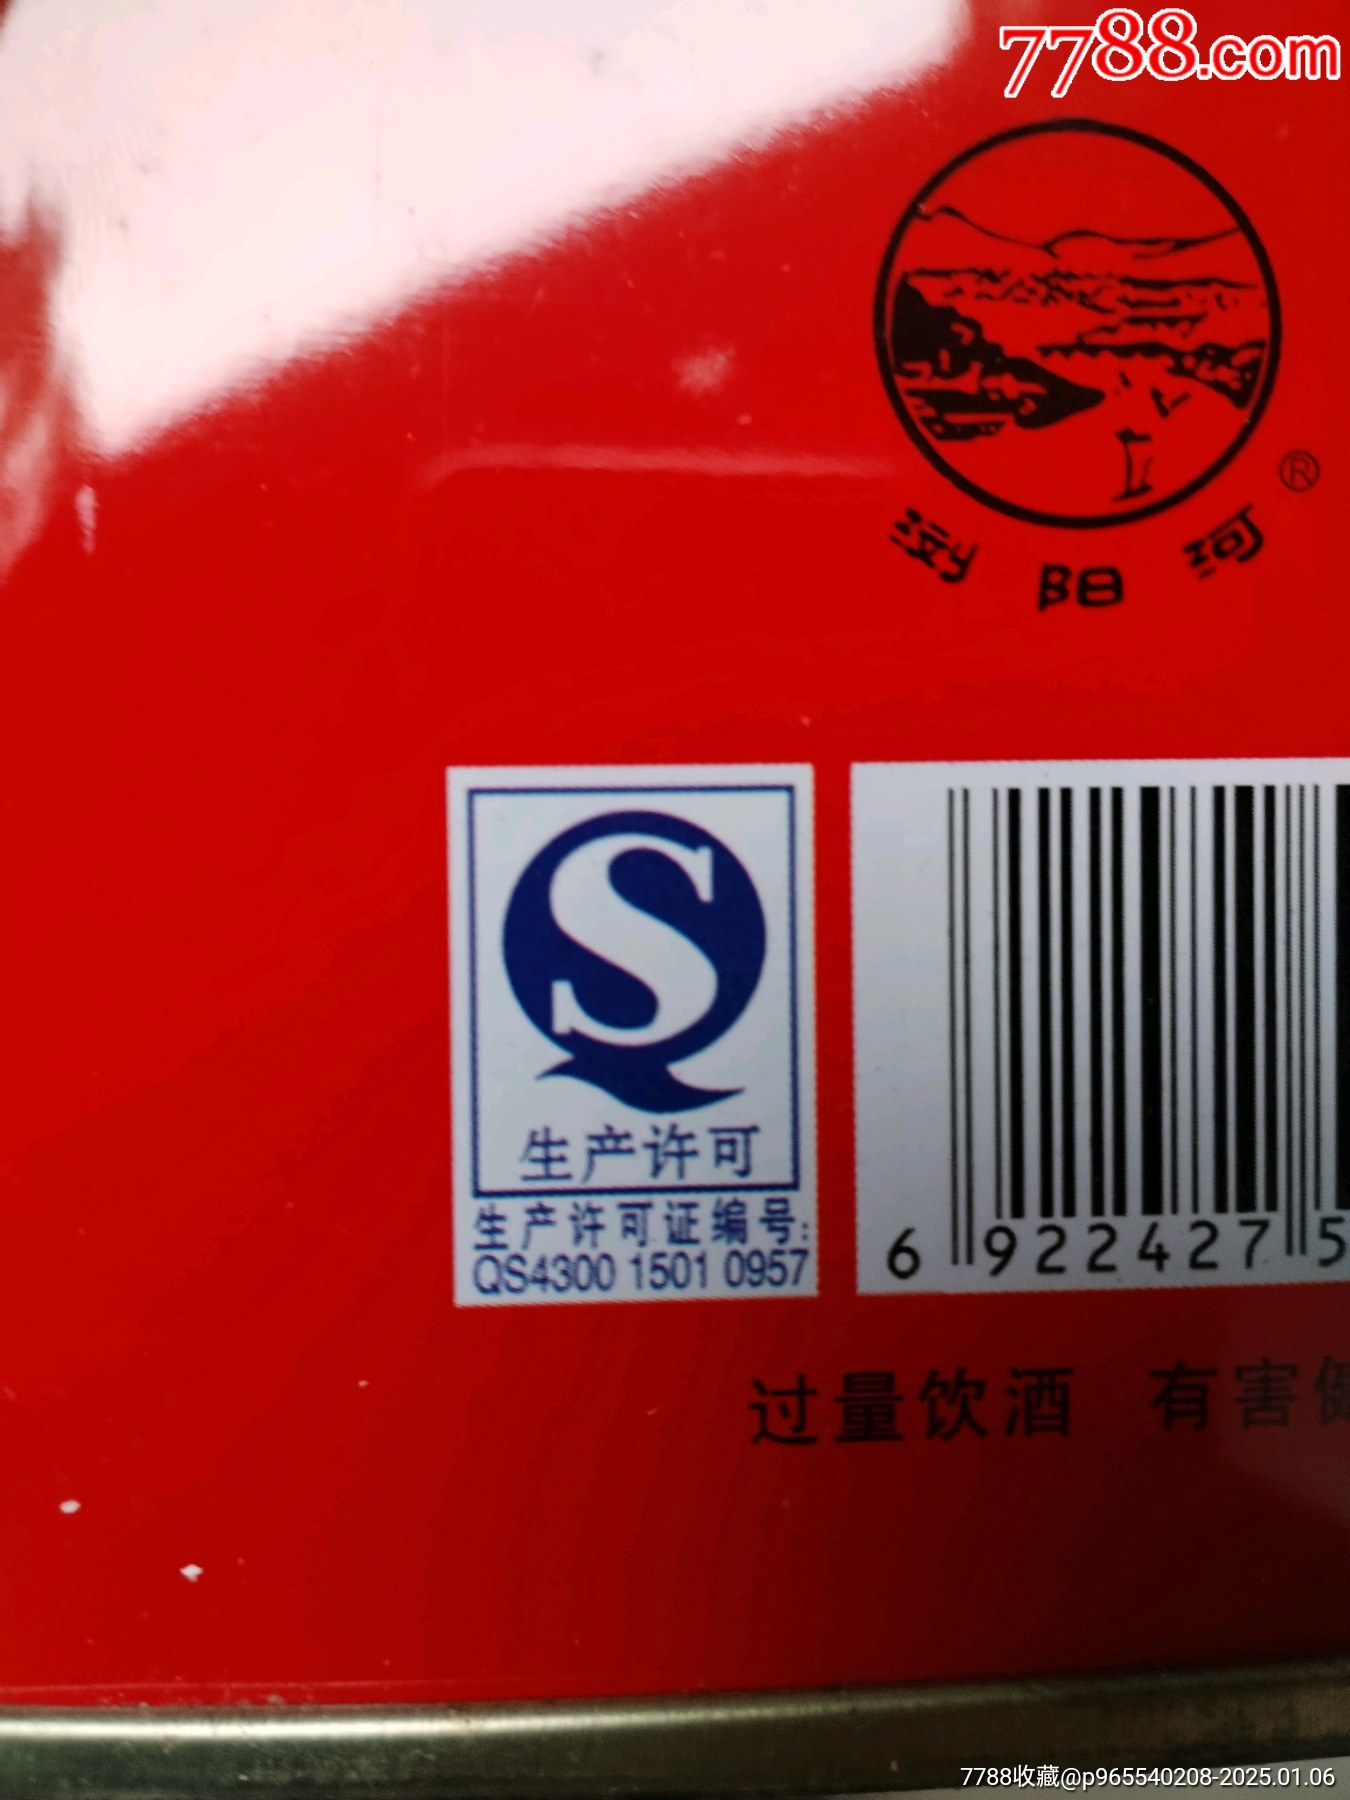 7788.com
浏阳河®
S
生产许可
生产许可证编号:
QS4300 1501 0957
6 922427 5
过量饮酒 有害健
7788收藏@p965540208-2025.01.06